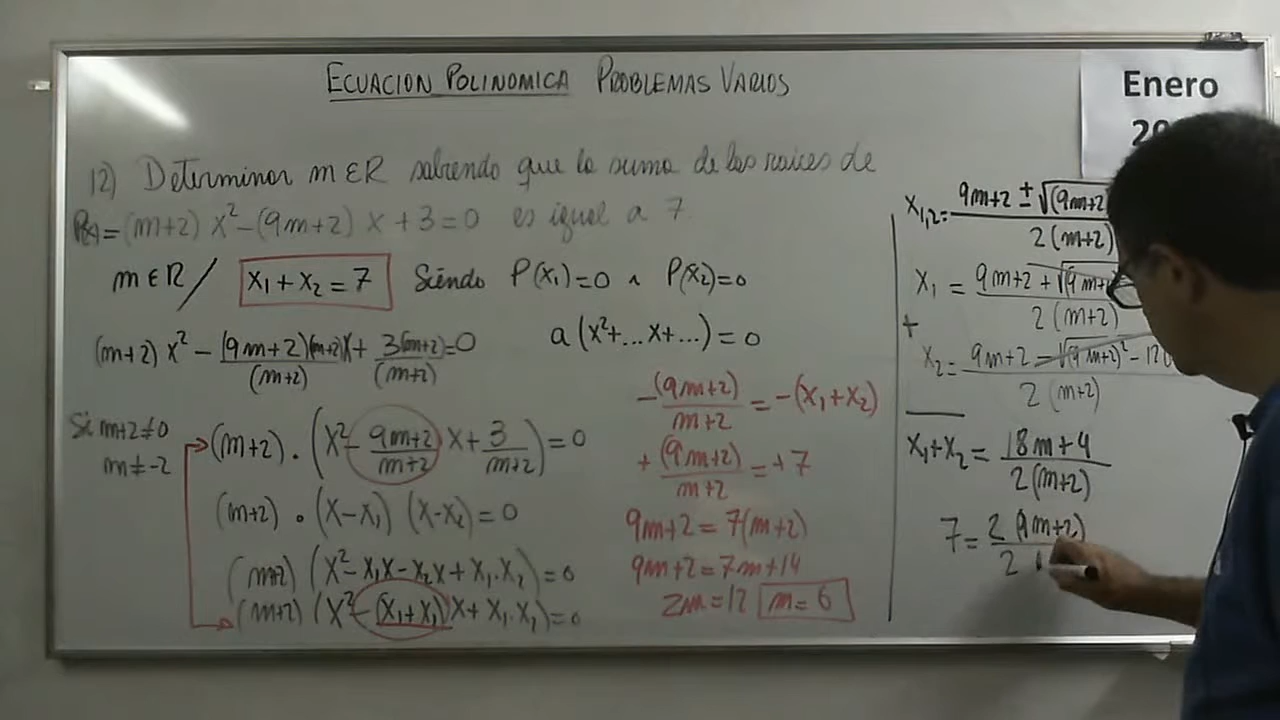 ECUACION POLINOMICA PROBLEMAS VARIOS
Enero
20
12) Determinar m ∈ R sabiendo que la suma de las raices de
P(x)=(m+2) x² -(9m+2) x + 3 = 0 es igual a 7.
m ∈ R / x₁ + x₂ = 7 Siendo P(x₁)=0 ∧ P(x₂)=0
(m+2) x² - (9m+2)(m+2)x/(m+2) + 3(m+2)/(m+2) = 0
a (x²+...x+...) = 0
Si m+2≠0
m ≠ -2
(m+2) · (x² - (9m+2)/(m+2) x + 3/(m+2)) = 0
(m+2) · (x-x₁) (x-x₂) = 0
(m+2) (x² - x₁x - x₂x + x₁.x₂) = 0
(m+2) (x² - (x₁+x₁)x + x₁.x₂) = 0
-(9m+2)/(m+2) = -(x₁+x₂)
+(9m+2)/(m+2) = +7
9m+2 = 7(m+2)
9m+2 = 7m+14
2m = 12 m = 6
x₁,₂ = (9m+2 ± √((9m+2)/2(m+2)
x₁ = (9m+2 + √(9m+/2(m+2)
+
x₂ = (9m+2 - √(9m+2)² - 12/2(m+2)
x₁+x₂ = (18m+4)/2(m+2)
7 = 2(9m+2)/2